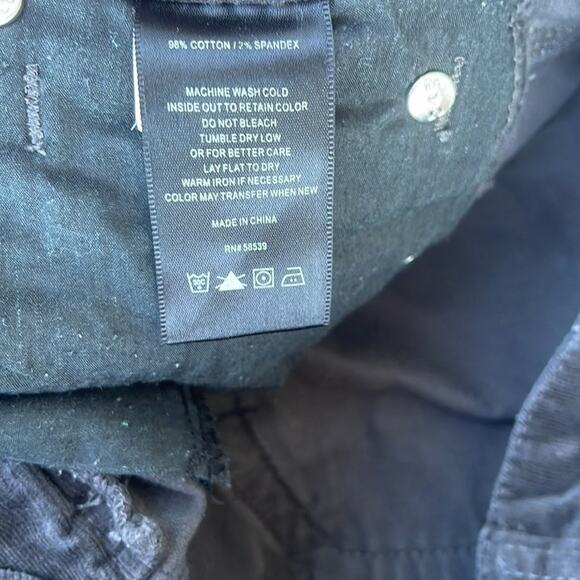 98% COTTON / 2% SPANDEX
MACHINE WASH COLD
INSIDE OUT TO RETAIN COLOR
DO NOT BLEACH
TUMBLE DRY LOW
OR FOR BETTER CARE
LAY FLAT TO DRY
WARM IRON IF NECESSARY
COLOR MAY TRANSFER WHEN NEW
MADE IN CHINA
RN# 58539
30C